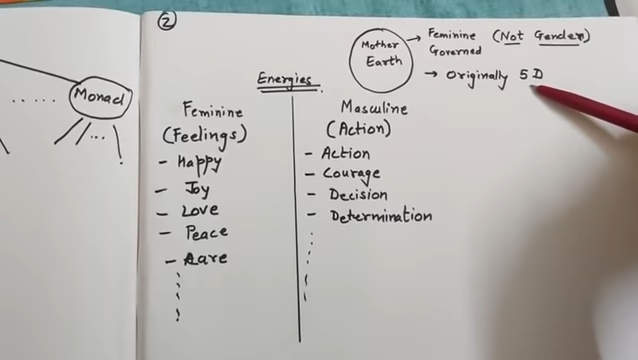 Monad
②
Mother
Earth
→ Feminine (Not Gender)
Governed
→ Originally 5D
Energies
Feminine
(Feelings)
- Happy
- Joy
- Love
- Peace
- Care
Masculine
(Action)
- Action
- Courage
- Decision
- Determination